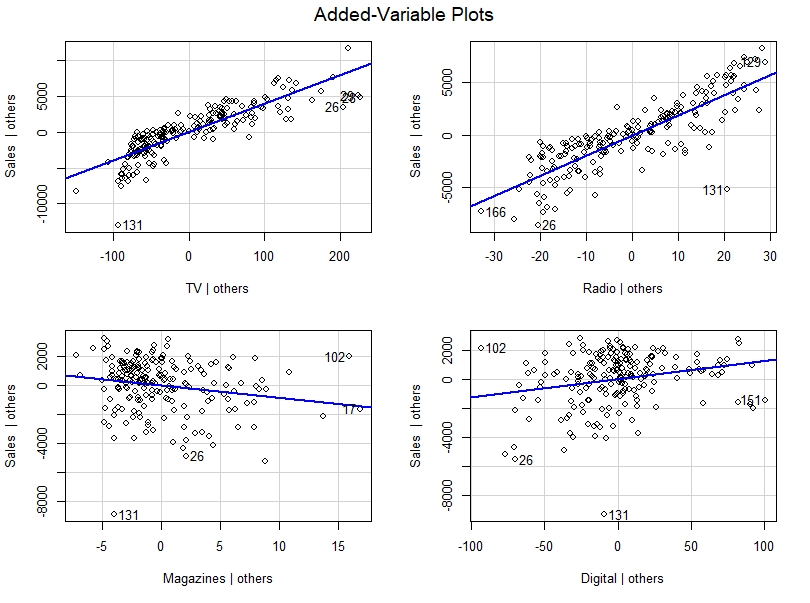 Added-Variable Plots
Sales | others
5000
0
-10000
26
131
-100 0 100 200
TV | others
Sales | others
5000
0
-5000
129
131
166
26
-30 -20 -10 0 10 20 30
Radio | others
Sales | others
2000
0
-4000
-8000
102
17
26
131
-5 0 5 10 15
Magazines | others
Sales | others
2000
0
-4000
-8000
102
151
26
131
-100 -50 0 50 100
Digital | others